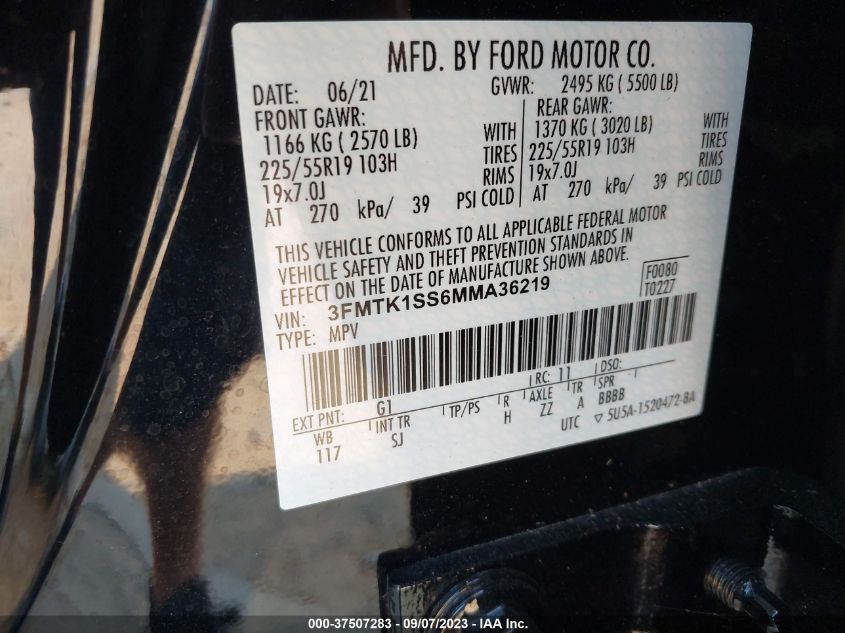 MFD. BY FORD MOTOR CO.
DATE: 06/21 GVWR: 2495 KG ( 5500 LB)
FRONT GAWR: REAR GAWR:
1166 KG ( 2570 LB) WITH 1370 KG ( 3020 LB) WITH
225/55R19 103H TIRES 225/55R19 103H TIRES
19x7.0J RIMS 19x7.0J RIMS
AT 270 kPa/ 39 PSI COLD AT 270 kPa/ 39 PSI COLD
THIS VEHICLE CONFORMS TO ALL APPLICABLE FEDERAL MOTOR
VEHICLE SAFETY AND THEFT PREVENTION STANDARDS IN
EFFECT ON THE DATE OF MANUFACTURE SHOWN ABOVE.
VIN: 3FMTK1SS6MMA36219 F0080
TYPE: MPV T0227
EXT PNT: G1 RC: 11 DSO:
WB INT TR TP/PS R AXLE TR SPR
117 SJ H ZZ A BBBB
UTC ▽ 5U5A-1520472-BA
000-37507283 - 09/07/2023 - IAA Inc.